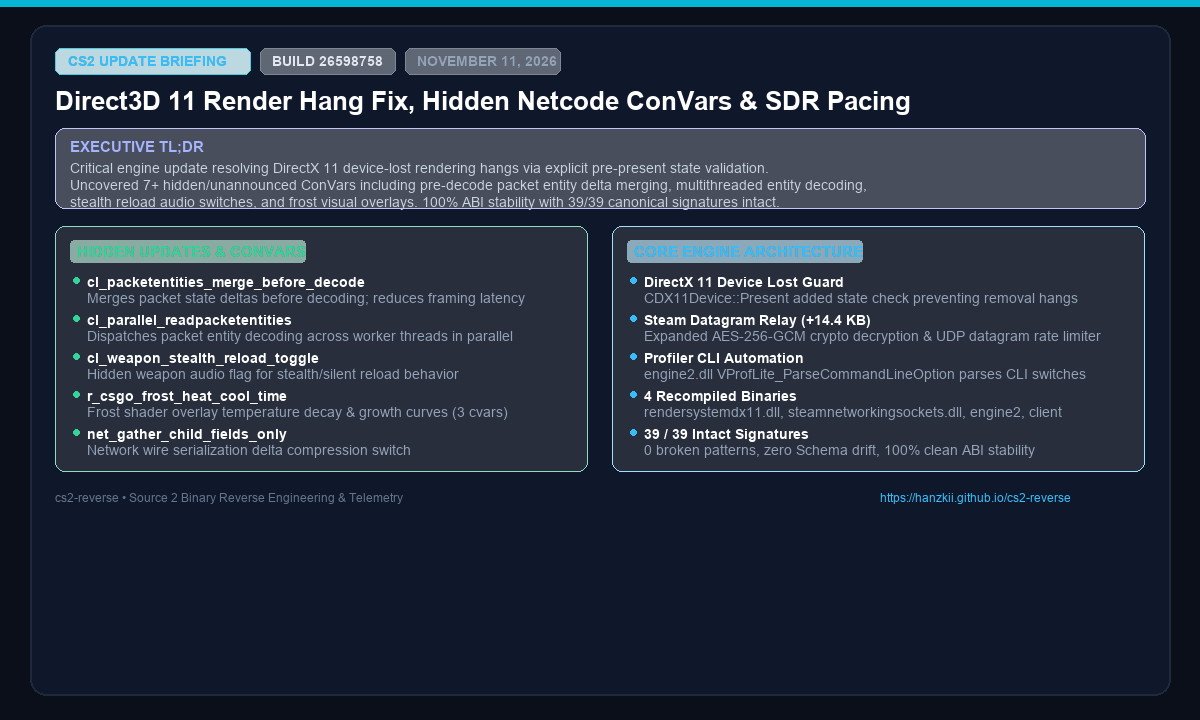 CS2 UPDATE BRIEFING
BUILD 26598758
NOVEMBER 11, 2026
Direct3D 11 Render Hang Fix, Hidden Netcode ConVars & SDR Pacing
EXECUTIVE TL;DR
Critical engine update resolving DirectX 11 device-lost rendering hangs via explicit pre-present state validation.
Uncovered 7+ hidden/unannounced ConVars including pre-decode packet entity delta merging, multithreaded entity decoding,
stealth reload audio switches, and frost visual overlays. 100% ABI stability with 39/39 canonical signatures intact.
HIDDEN UPDATES & CONVARS
• cl_packetentities_merge_before_decode
Merges packet state deltas before decoding; reduces framing latency
• cl_parallel_readpacketentities
Dispatches packet entity decoding across worker threads in parallel
• cl_weapon_stealth_reload_toggle
Hidden weapon audio flag for stealth/silent reload behavior
• r_csgo_frost_heat_cool_time
Frost shader overlay temperature decay & growth curves (3 cvars)
• net_gather_child_fields_only
Network wire serialization delta compression switch
CORE ENGINE ARCHITECTURE
• DirectX 11 Device Lost Guard
CDX11Device::Present added state check preventing removal hangs
• Steam Datagram Relay (+14.4 KB)
Expanded AES-256-GCM crypto decryption & UDP datagram rate limiter
• Profiler CLI Automation
engine2.dll VProfLite_ParseCommandLineOption parses CLI switches
• 4 Recompiled Binaries
rendersystemdx11.dll, steamnetworkingsockets.dll, engine2, client
• 39 / 39 Intact Signatures
0 broken patterns, zero Schema drift, 100% clean ABI stability
cs2-reverse • Source 2 Binary Reverse Engineering & Telemetry
https://hanzkii.github.io/cs2-reverse